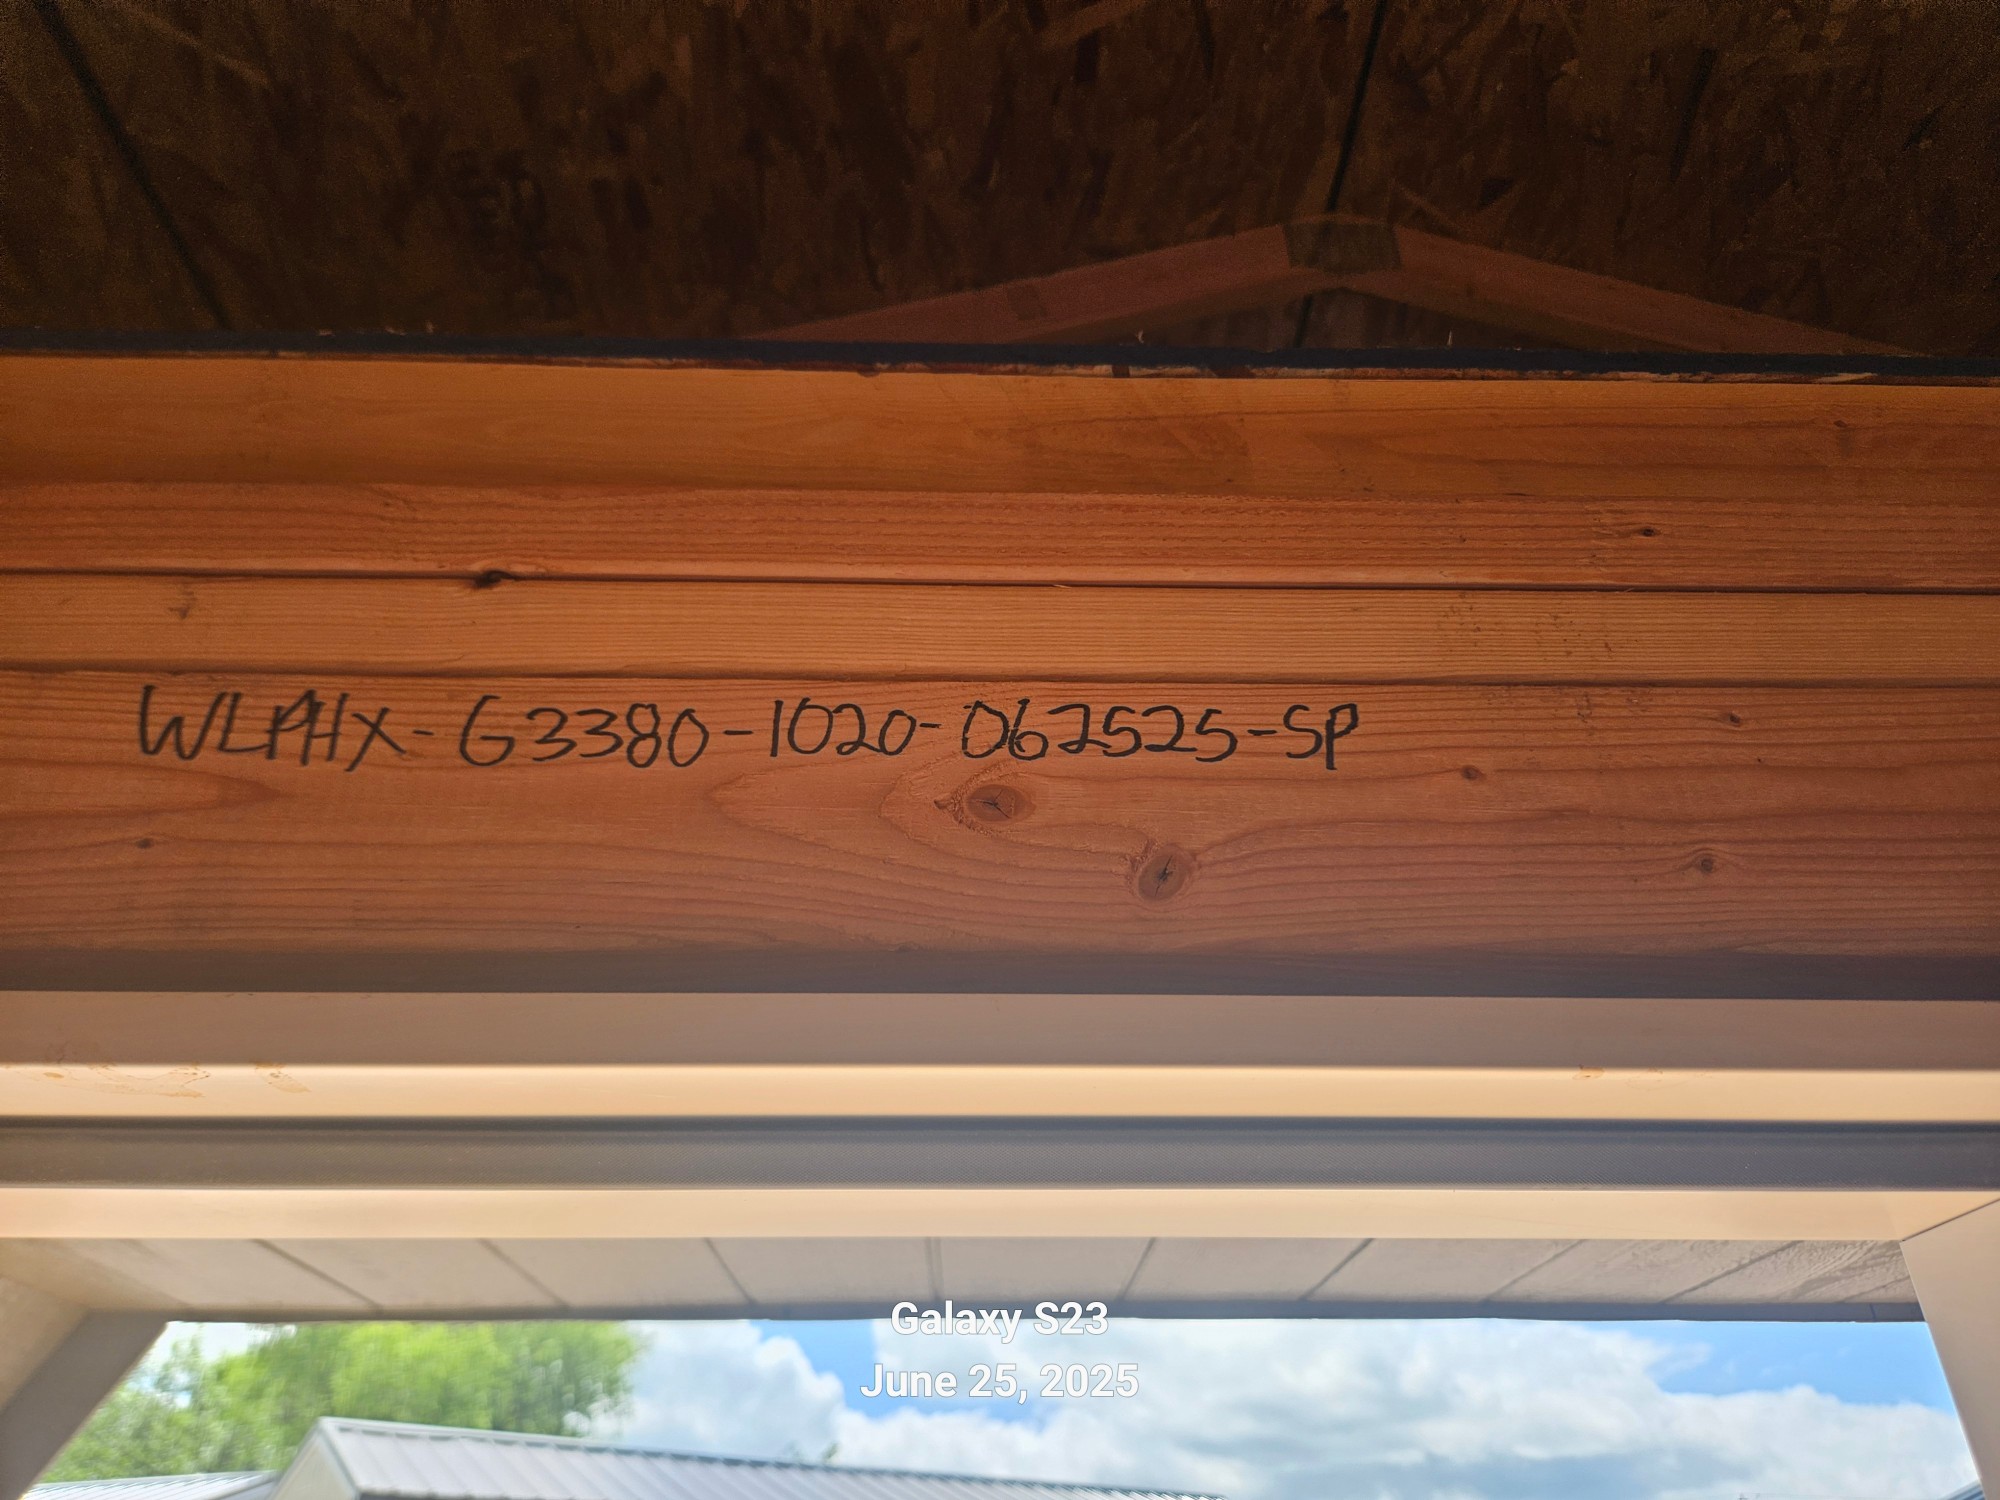 WLPHX-G3380-1020-062525-SP
Galaxy S23
June 25, 2025